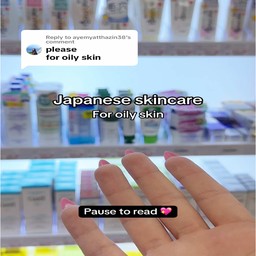 Reply to ayemyatthazin38's
comment
please
for oily skin
Japanese skincare
For oily skin
Pause to read 💖